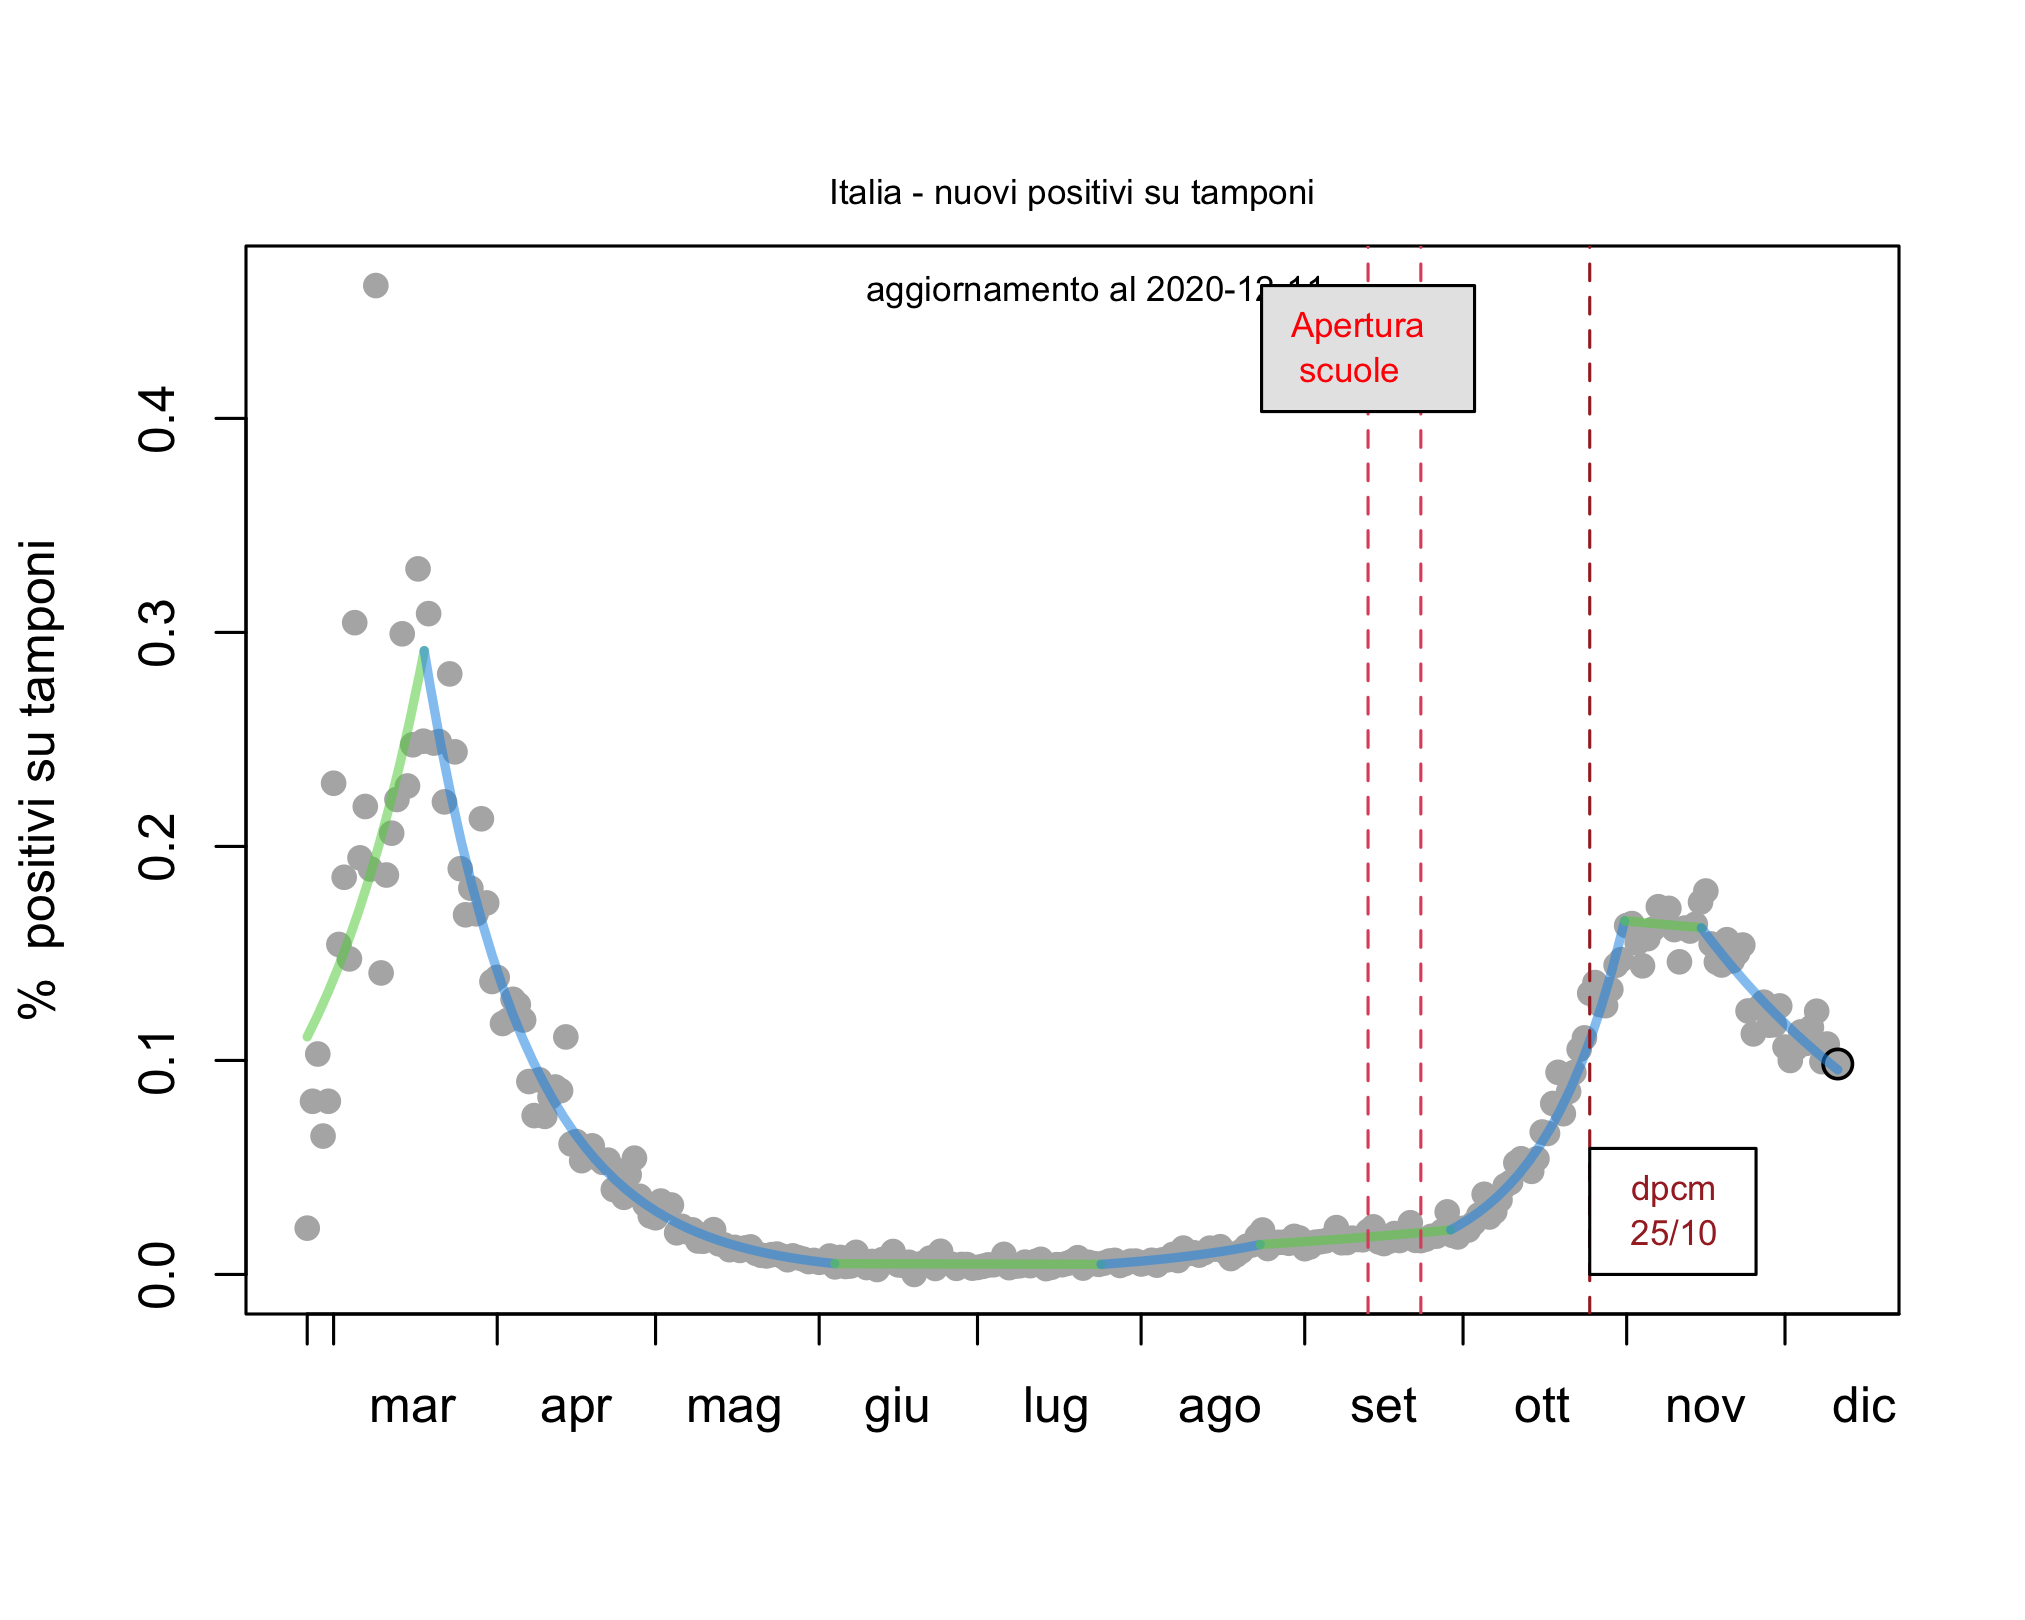 Italia - nuovi positivi su tamponi
aggiornamento al 2020-12-11
Apertura
scuole
% positivi su tamponi
0.4
0.3
0.2
0.1
0.0
dpcm
25/10
mar apr mag giu lug ago set ott nov dic